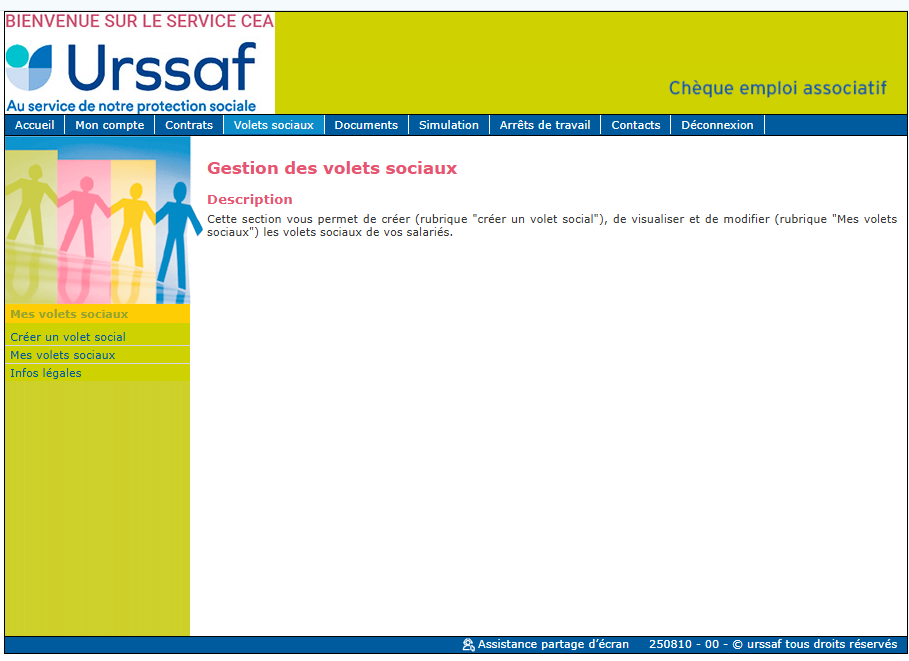 BIENVENUE SUR LE SERVICE CEA
Urssaf
Au service de notre protection sociale
Chèque emploi associatif
Accueil Mon compte Contrats Volets sociaux Documents Simulation Arrêts de travail Contacts Déconnexion
Gestion des volets sociaux
Description
Cette section vous permet de créer (rubrique "créer un volet social"), de visualiser et de modifier (rubrique "Mes volets
sociaux") les volets sociaux de vos salariés.
Mes volets sociaux
Créer un volet social
Mes volets sociaux
Infos légales
Assistance partage d'écran 250810 - 00 - © urssaf tous droits réservés